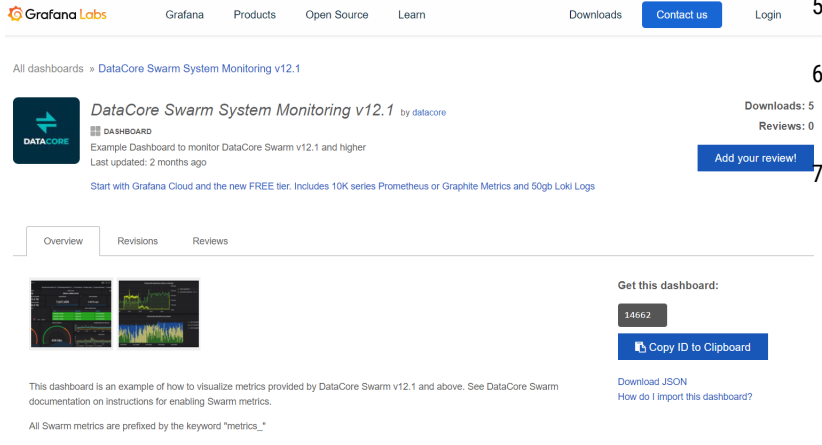 Grafana Labs Grafana Products Open Source Learn Downloads Contact us Login
5
All dashboards » DataCore Swarm System Monitoring v12.1
6
DATACORE
DataCore Swarm System Monitoring v12.1 by datacore
DASHBOARD
Example Dashboard to monitor DataCore Swarm v12.1 and higher
Last updated: 2 months ago
Start with Grafana Cloud and the new FREE tier. Includes 10K series Prometheus or Graphite Metrics and 50gb Loki Logs
Downloads: 5
Reviews: 0
Add your review!
7
Overview Revisions Reviews
Get this dashboard:
14662
Copy ID to Clipboard
Download JSON
How do I import this dashboard?
This dashboard is an example of how to visualize metrics provided by DataCore Swarm v12.1 and above. See DataCore Swarm
documentation on instructions for enabling Swarm metrics.
All Swarm metrics are prefixed by the keyword "metrics_"